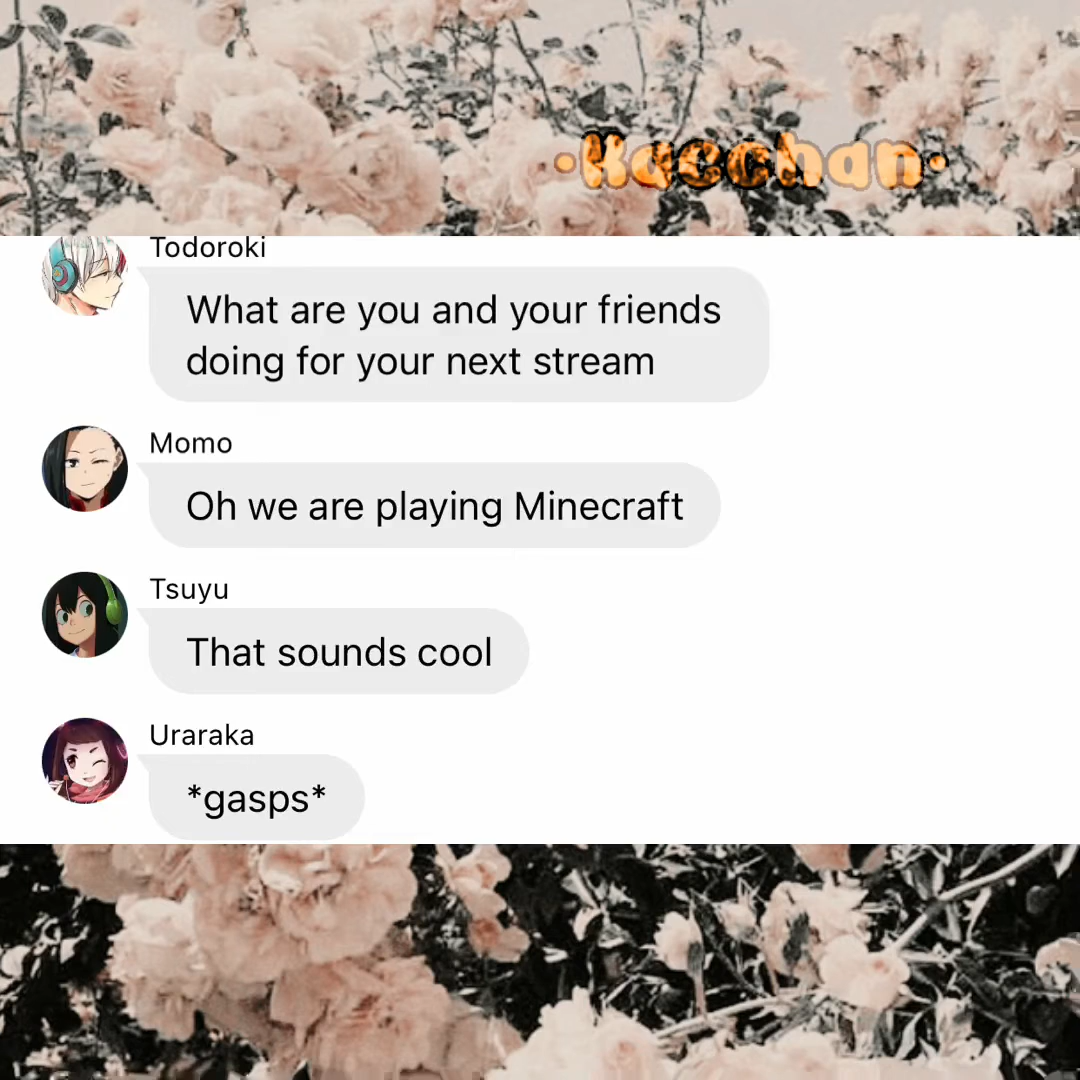 ·Kacchan·
Todoroki
What are you and your friends
doing for your next stream
Momo
Oh we are playing Minecraft
Tsuyu
That sounds cool
Uraraka
*gasps*